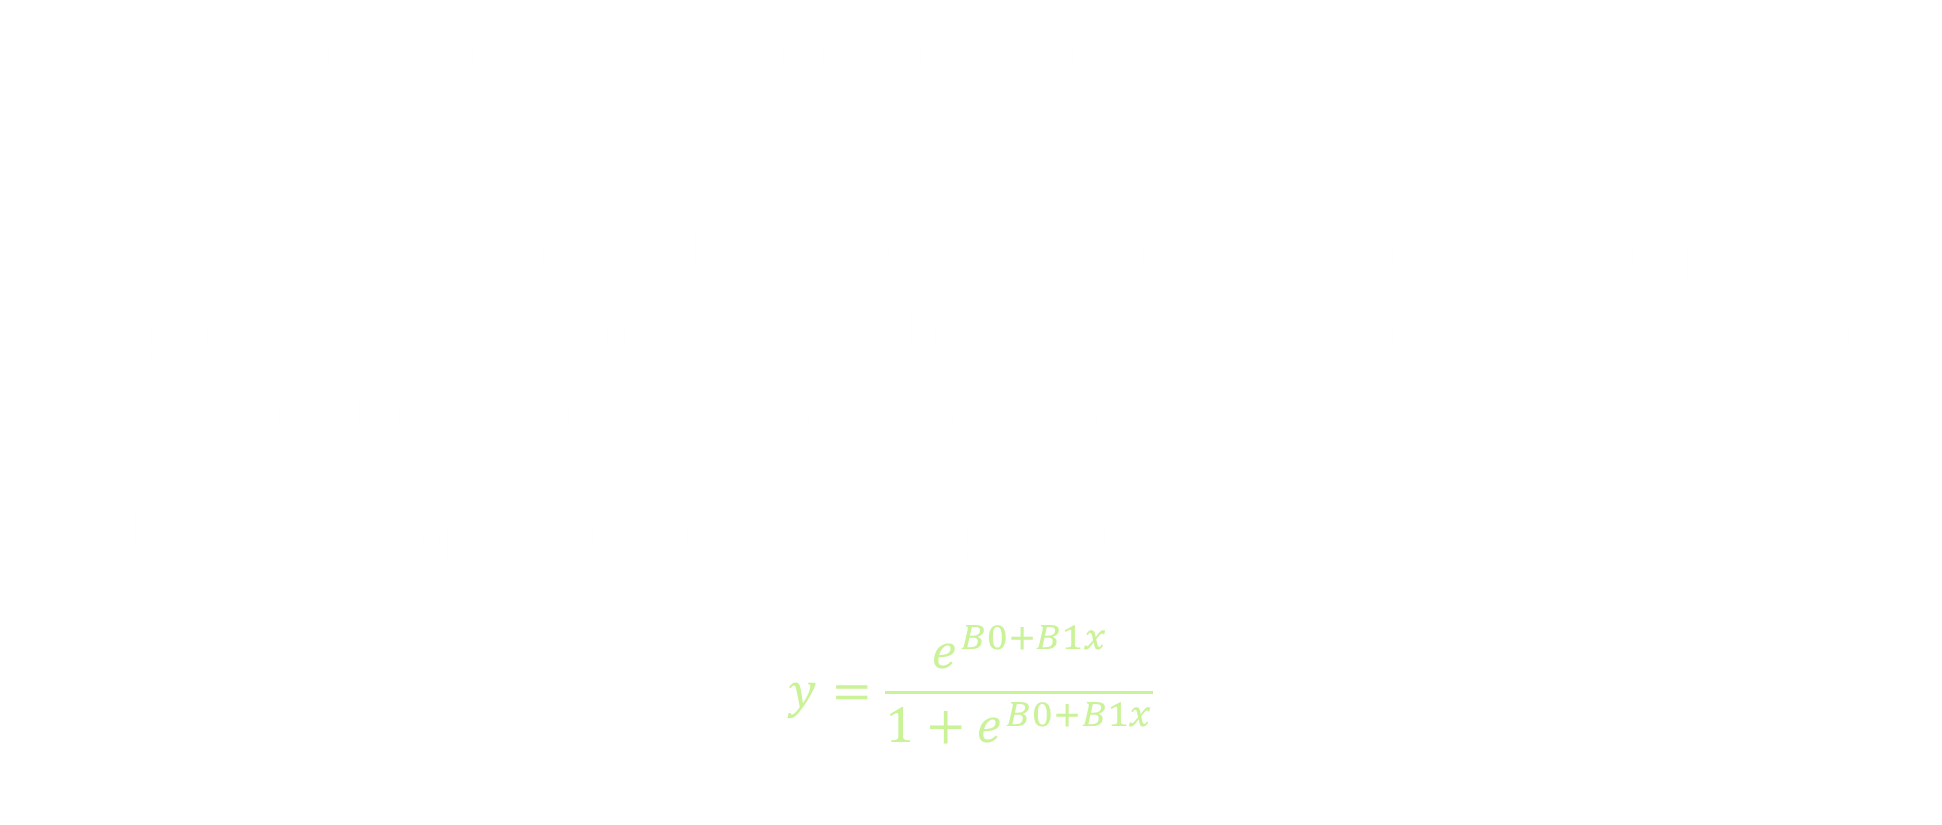 y = e^{B0+B1x} / 1 + e^{B0+B1x}